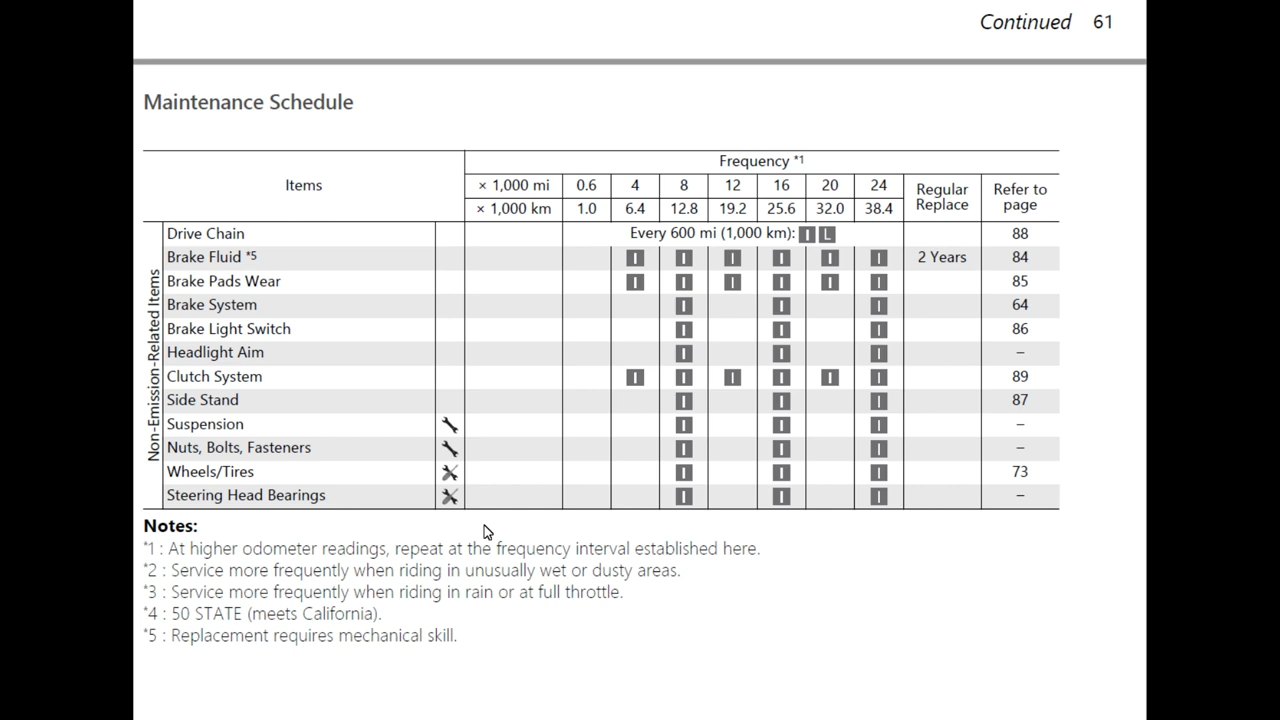 Continued 61
Maintenance Schedule
Items Frequency *1 Regular Replace Refer to page
× 1,000 mi 0.6 4 8 12 16 20 24
× 1,000 km 1.0 6.4 12.8 19.2 25.6 32.0 38.4
Non-Emission-Related Items
Drive Chain Every 600 mi (1,000 km): I L 88
Brake Fluid *5 I I I I I I 2 Years 84
Brake Pads Wear I I I I I I 85
Brake System I I I 64
Brake Light Switch I I I 86
Headlight Aim I I I –
Clutch System I I I I I I 89
Side Stand I I I 87
Suspension I I I –
Nuts, Bolts, Fasteners I I I –
Wheels/Tires I I I 73
Steering Head Bearings I I I –
Notes:
*1 : At higher odometer readings, repeat at the frequency interval established here.
*2 : Service more frequently when riding in unusually wet or dusty areas.
*3 : Service more frequently when riding in rain or at full throttle.
*4 : 50 STATE (meets California).
*5 : Replacement requires mechanical skill.